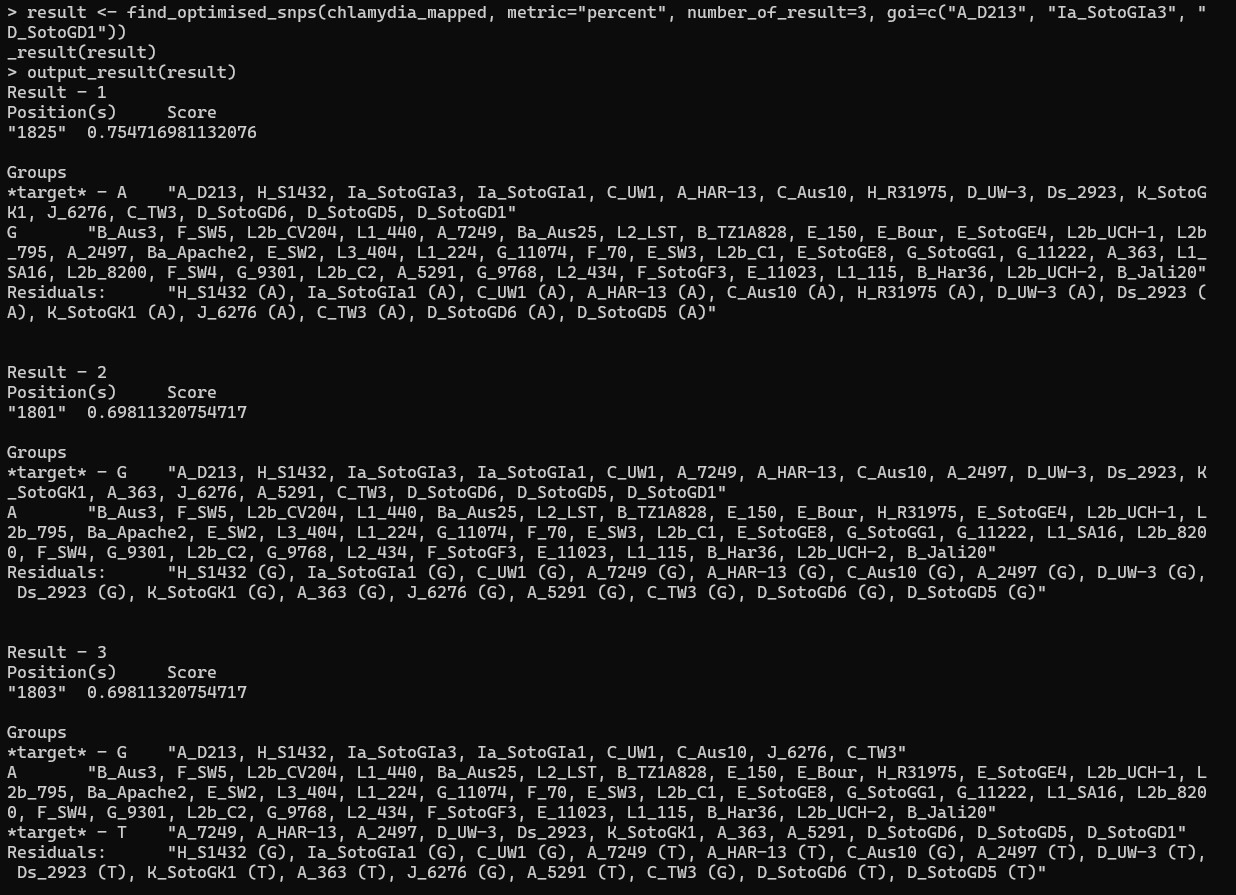 > result <- find_optimised_snps(chlamydia_mapped, metric="percent", number_of_result=3, goi=c("A_D213", "Ia_SotoGIa3", "
D_SotoGD1"))
_result(result)
> output_result(result)
Result - 1
Position(s)     Score
"1825"  0.754716981132076
Groups
*target* - A    "A_D213, H_S1432, Ia_SotoGIa3, Ia_SotoGIa1, C_UW1, A_HAR-13, C_Aus10, H_R31975, D_UW-3, Ds_2923, K_SotoG
K1, J_6276, C_TW3, D_SotoGD6, D_SotoGD5, D_SotoGD1"
G       "B_Aus3, F_SW5, L2b_CV204, L1_440, A_7249, Ba_Aus25, L2_LST, B_TZ1A828, E_150, E_Bour, E_SotoGE4, L2b_UCH-1, L2b
_795, A_2497, Ba_Apache2, E_SW2, L3_404, L1_224, G_11074, F_70, E_SW3, L2b_C1, E_SotoGE8, G_SotoGG1, G_11222, A_363, L1_
SA16, L2b_8200, F_SW4, G_9301, L2b_C2, A_5291, G_9768, L2_434, F_SotoGF3, E_11023, L1_115, B_Har36, L2b_UCH-2, B_Jali20"
Residuals:      "H_S1432 (A), Ia_SotoGIa1 (A), C_UW1 (A), A_HAR-13 (A), C_Aus10 (A), H_R31975 (A), D_UW-3 (A), Ds_2923 (
A), K_SotoGK1 (A), J_6276 (A), C_TW3 (A), D_SotoGD6 (A), D_SotoGD5 (A)"
Result - 2
Position(s)     Score
"1801"  0.69811320754717
Groups
*target* - G    "A_D213, H_S1432, Ia_SotoGIa3, Ia_SotoGIa1, C_UW1, A_7249, A_HAR-13, C_Aus10, A_2497, D_UW-3, Ds_2923, K
_SotoGK1, A_363, J_6276, A_5291, C_TW3, D_SotoGD6, D_SotoGD5, D_SotoGD1"
A       "B_Aus3, F_SW5, L2b_CV204, L1_440, Ba_Aus25, L2_LST, B_TZ1A828, E_150, E_Bour, H_R31975, E_SotoGE4, L2b_UCH-1, L
2b_795, Ba_Apache2, E_SW2, L3_404, L1_224, G_11074, F_70, E_SW3, L2b_C1, E_SotoGE8, G_SotoGG1, G_11222, L1_SA16, L2b_820
0, F_SW4, G_9301, L2b_C2, G_9768, L2_434, F_SotoGF3, E_11023, L1_115, B_Har36, L2b_UCH-2, B_Jali20"
Residuals:      "H_S1432 (G), Ia_SotoGIa1 (G), C_UW1 (G), A_7249 (G), A_HAR-13 (G), C_Aus10 (G), A_2497 (G), D_UW-3 (G),
 Ds_2923 (G), K_SotoGK1 (G), A_363 (G), J_6276 (G), A_5291 (G), C_TW3 (G), D_SotoGD6 (G), D_SotoGD5 (G)"
Result - 3
Position(s)     Score
"1803"  0.69811320754717
Groups
*target* - G    "A_D213, H_S1432, Ia_SotoGIa3, Ia_SotoGIa1, C_UW1, C_Aus10, J_6276, C_TW3"
A       "B_Aus3, F_SW5, L2b_CV204, L1_440, Ba_Aus25, L2_LST, B_TZ1A828, E_150, E_Bour, H_R31975, E_SotoGE4, L2b_UCH-1, L
2b_795, Ba_Apache2, E_SW2, L3_404, L1_224, G_11074, F_70, E_SW3, L2b_C1, E_SotoGE8, G_SotoGG1, G_11222, L1_SA16, L2b_820
0, F_SW4, G_9301, L2b_C2, G_9768, L2_434, F_SotoGF3, E_11023, L1_115, B_Har36, L2b_UCH-2, B_Jali20"
*target* - T    "A_7249, A_HAR-13, A_2497, D_UW-3, Ds_2923, K_SotoGK1, A_363, A_5291, D_SotoGD6, D_SotoGD5, D_SotoGD1"
Residuals:      "H_S1432 (G), Ia_SotoGIa1 (G), C_UW1 (G), A_7249 (T), A_HAR-13 (T), C_Aus10 (G), A_2497 (T), D_UW-3 (T),
 Ds_2923 (T), K_SotoGK1 (T), A_363 (T), J_6276 (G), A_5291 (T), C_TW3 (G), D_SotoGD6 (T), D_SotoGD5 (T)"